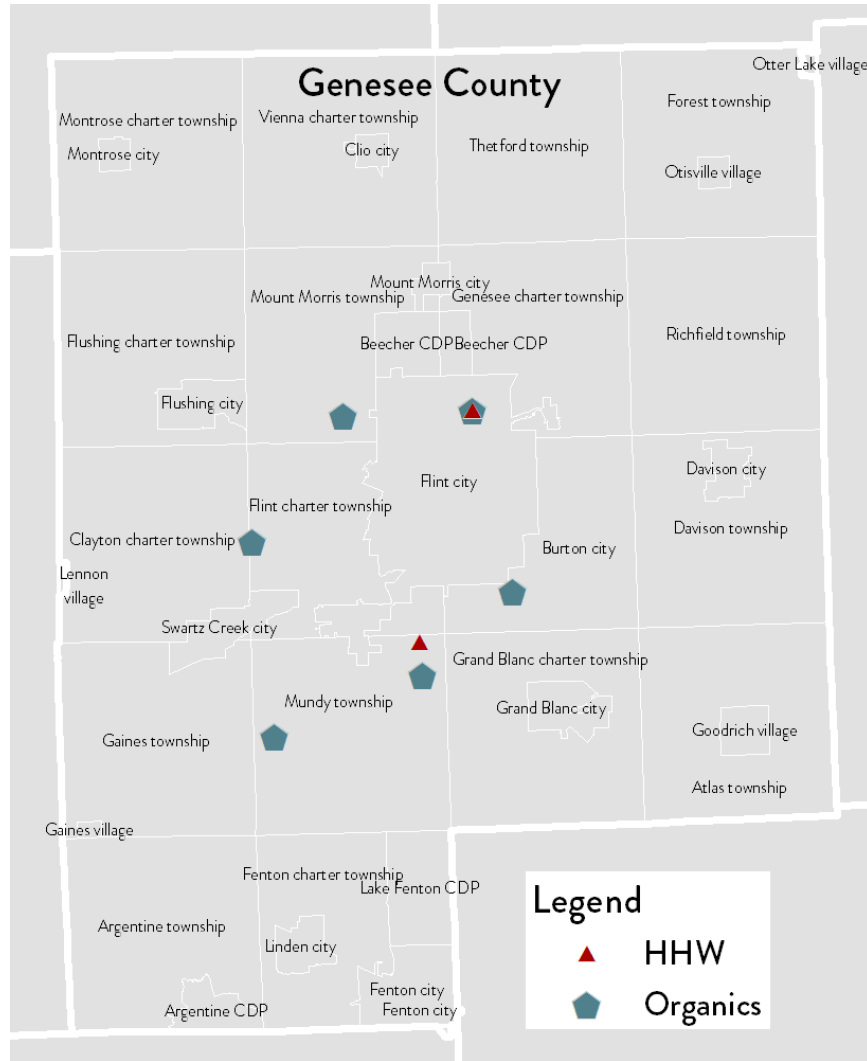 Genesee County
Otter Lake village
Forest township
Montrose charter township
Vienna charter township
Thetford township
Montrose city
Clio city
Otisville village
Mount Morris city
Mount Morris township
Genesee charter township
Flushing charter township
Beecher CDP
Beecher CDP
Richfield township
Flushing city
Flint city
Davison city
Flint charter township
Clayton charter township
Burton city
Davison township
Lennon
village
Swartz Creek city
Grand Blanc charter township
Mundy township
Grand Blanc city
Gaines township
Goodrich village
Atlas township
Gaines village
Fenton charter township
Lake Fenton CDP
Argentine township
Linden city
Fenton city
Argentine CDP
Fenton city
Legend
HHW
Organics